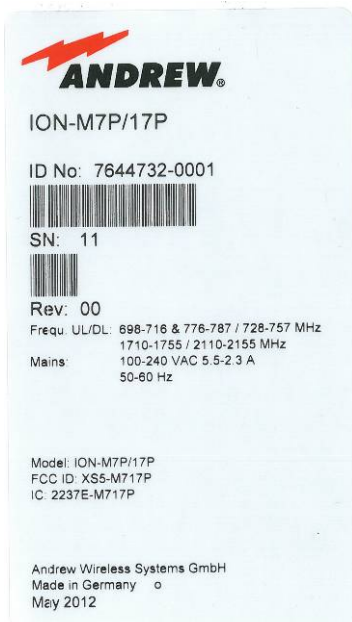 ANDREW®
ION-M7P/17P
ID No: 7644732-0001
SN: 11
Rev: 00
Frequ. UL/DL: 698-716 & 776-787 / 728-757 MHz
1710-1755 / 2110-2155 MHz
Mains: 100-240 VAC 5.5-2.3 A
50-60 Hz
Model: ION-M7P/17P
FCC ID: XS5-M717P
IC: 2237E-M717P
Andrew Wireless Systems GmbH
Made in Germany o
May 2012